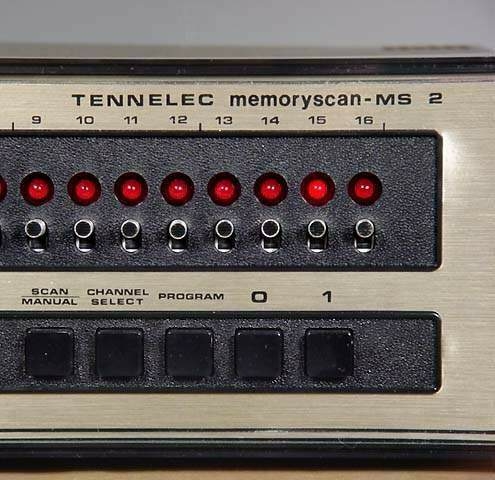 TENNELEC memoryscan-MS 2
9 10 11 12 13 14 15 16
SCAN MANUAL CHANNEL SELECT PROGRAM 0 1